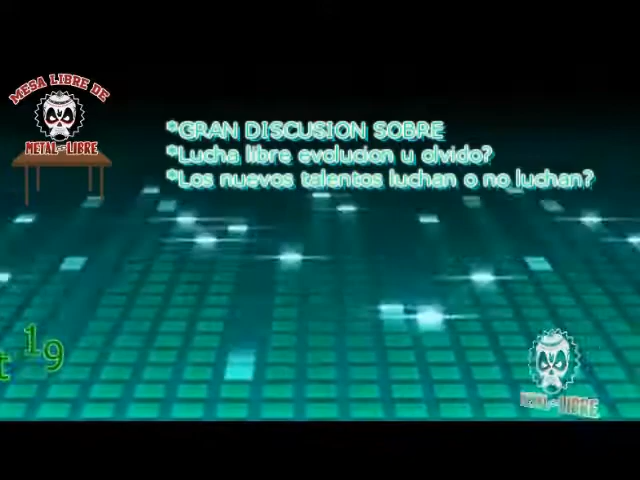 MESA LIBRE DE
METAL-LIBRE
*GRAN DISCUSION SOBRE
*Lucha libre evolucion u olvido?
*Los nuevos talentos luchan o no luchan?
t 19
METAL-LIBRE